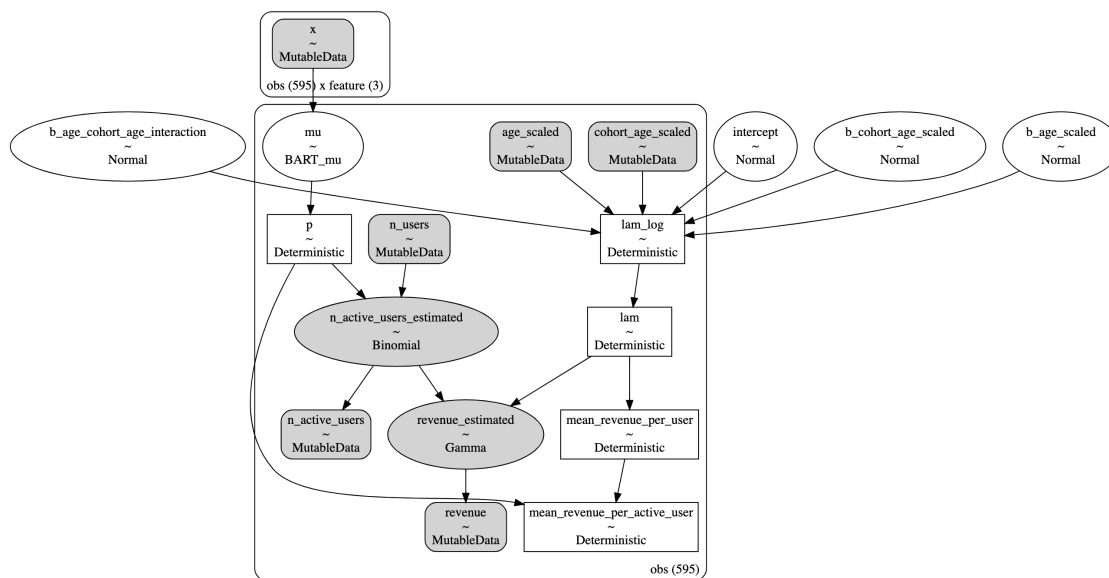 x
~
MutableData
obs (595) x feature (3)
b_age_cohort_age_interaction
~
Normal
mu
~
BART_mu
age_scaled
~
MutableData
cohort_age_scaled
~
MutableData
intercept
~
Normal
b_cohort_age_scaled
~
Normal
b_age_scaled
~
Normal
p
~
Deterministic
n_users
~
MutableData
lam_log
~
Deterministic
n_active_users_estimated
~
Binomial
lam
~
Deterministic
n_active_users
~
MutableData
revenue_estimated
~
Gamma
mean_revenue_per_user
~
Deterministic
revenue
~
MutableData
mean_revenue_per_active_user
~
Deterministic
obs (595)